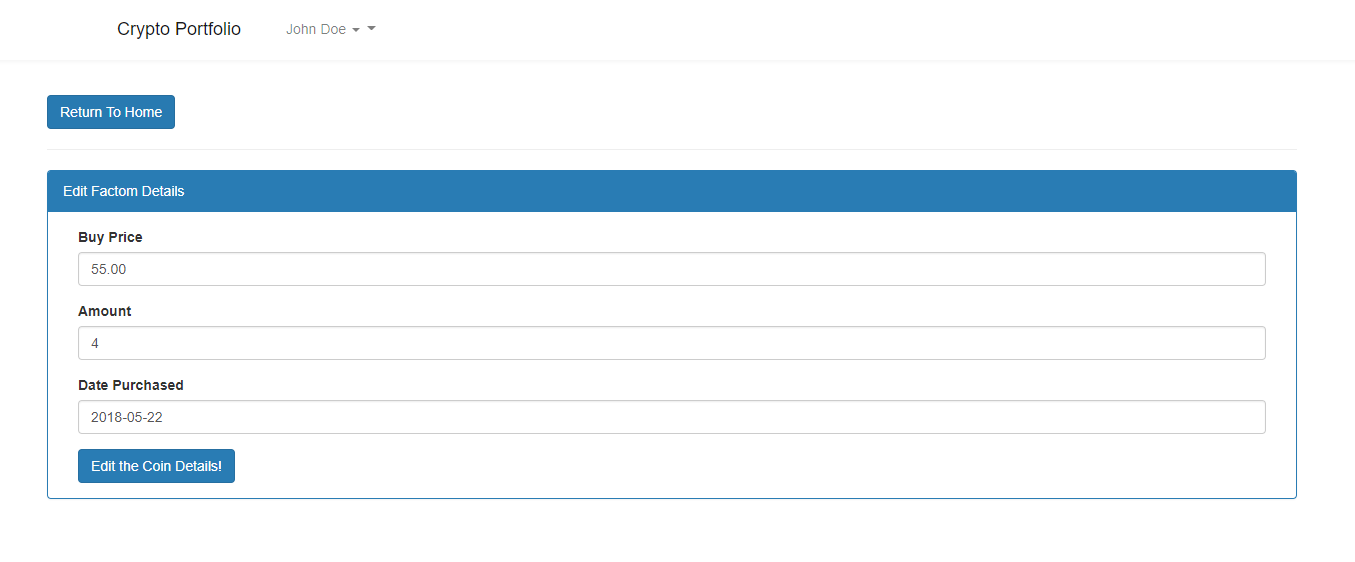 Crypto Portfolio John Doe
Return To Home
Edit Factom Details
Buy Price
55.00
Amount
4
Date Purchased
2018-05-22
Edit the Coin Details!